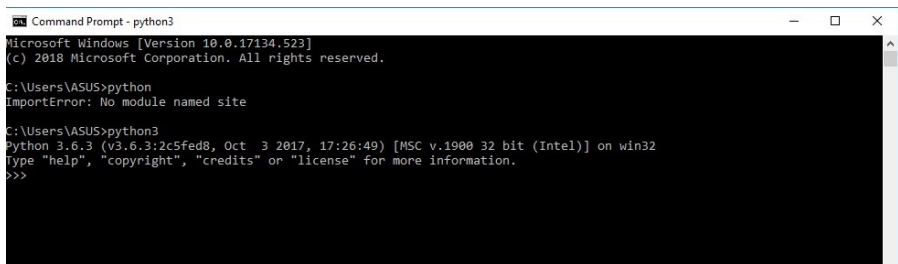 Command Prompt - python3
Microsoft Windows [Version 10.0.17134.523]
(c) 2018 Microsoft Corporation. All rights reserved.
C:\Users\ASUS>python
ImportError: No module named site
C:\Users\ASUS>python3
Python 3.6.3 (v3.6.3:2c5fed8, Oct  3 2017, 17:26:49) [MSC v.1900 32 bit (Intel)] on win32
Type "help", "copyright", "credits" or "license" for more information.
>>>